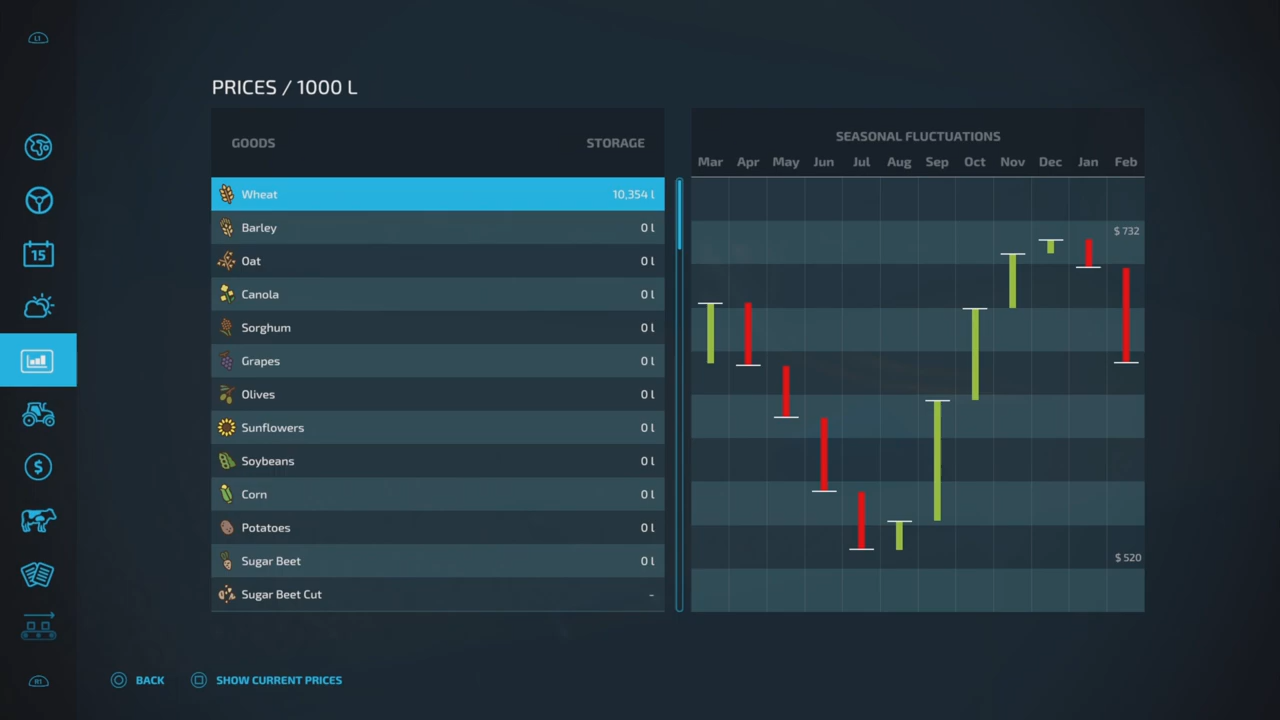 L1
PRICES / 1000 L
GOODS STORAGE
Wheat 10,354 l
Barley 0 l
Oat 0 l
Canola 0 l
Sorghum 0 l
Grapes 0 l
Olives 0 l
Sunflowers 0 l
Soybeans 0 l
Corn 0 l
Potatoes 0 l
Sugar Beet 0 l
Sugar Beet Cut -
SEASONAL FLUCTUATIONS
Mar Apr May Jun Jul Aug Sep Oct Nov Dec Jan Feb
$ 732
$ 520
15
$
R1
BACK SHOW CURRENT PRICES